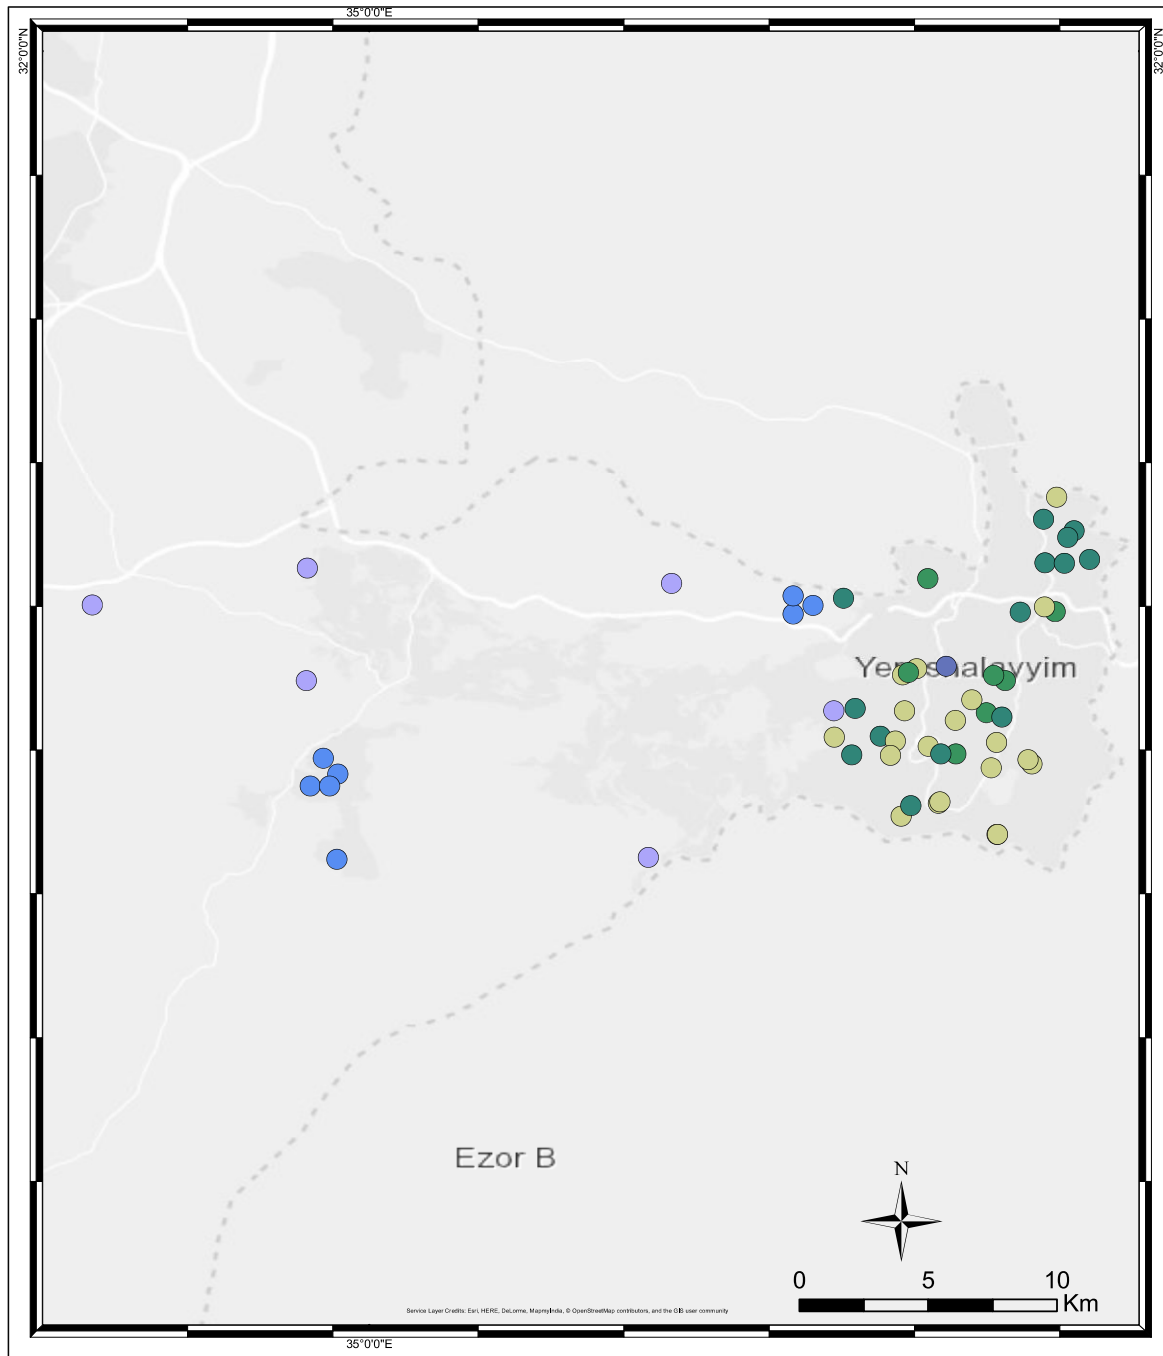 35°0'0"E
32°0'0"N
32°0'0"N
Yerushalayyim
Ezor B
N
0 5 10
Km
Service Layer Credits: Esri, HERE, DeLorme, MapmyIndia, © OpenStreetMap contributors, and the GIS user community
35°0'0"E